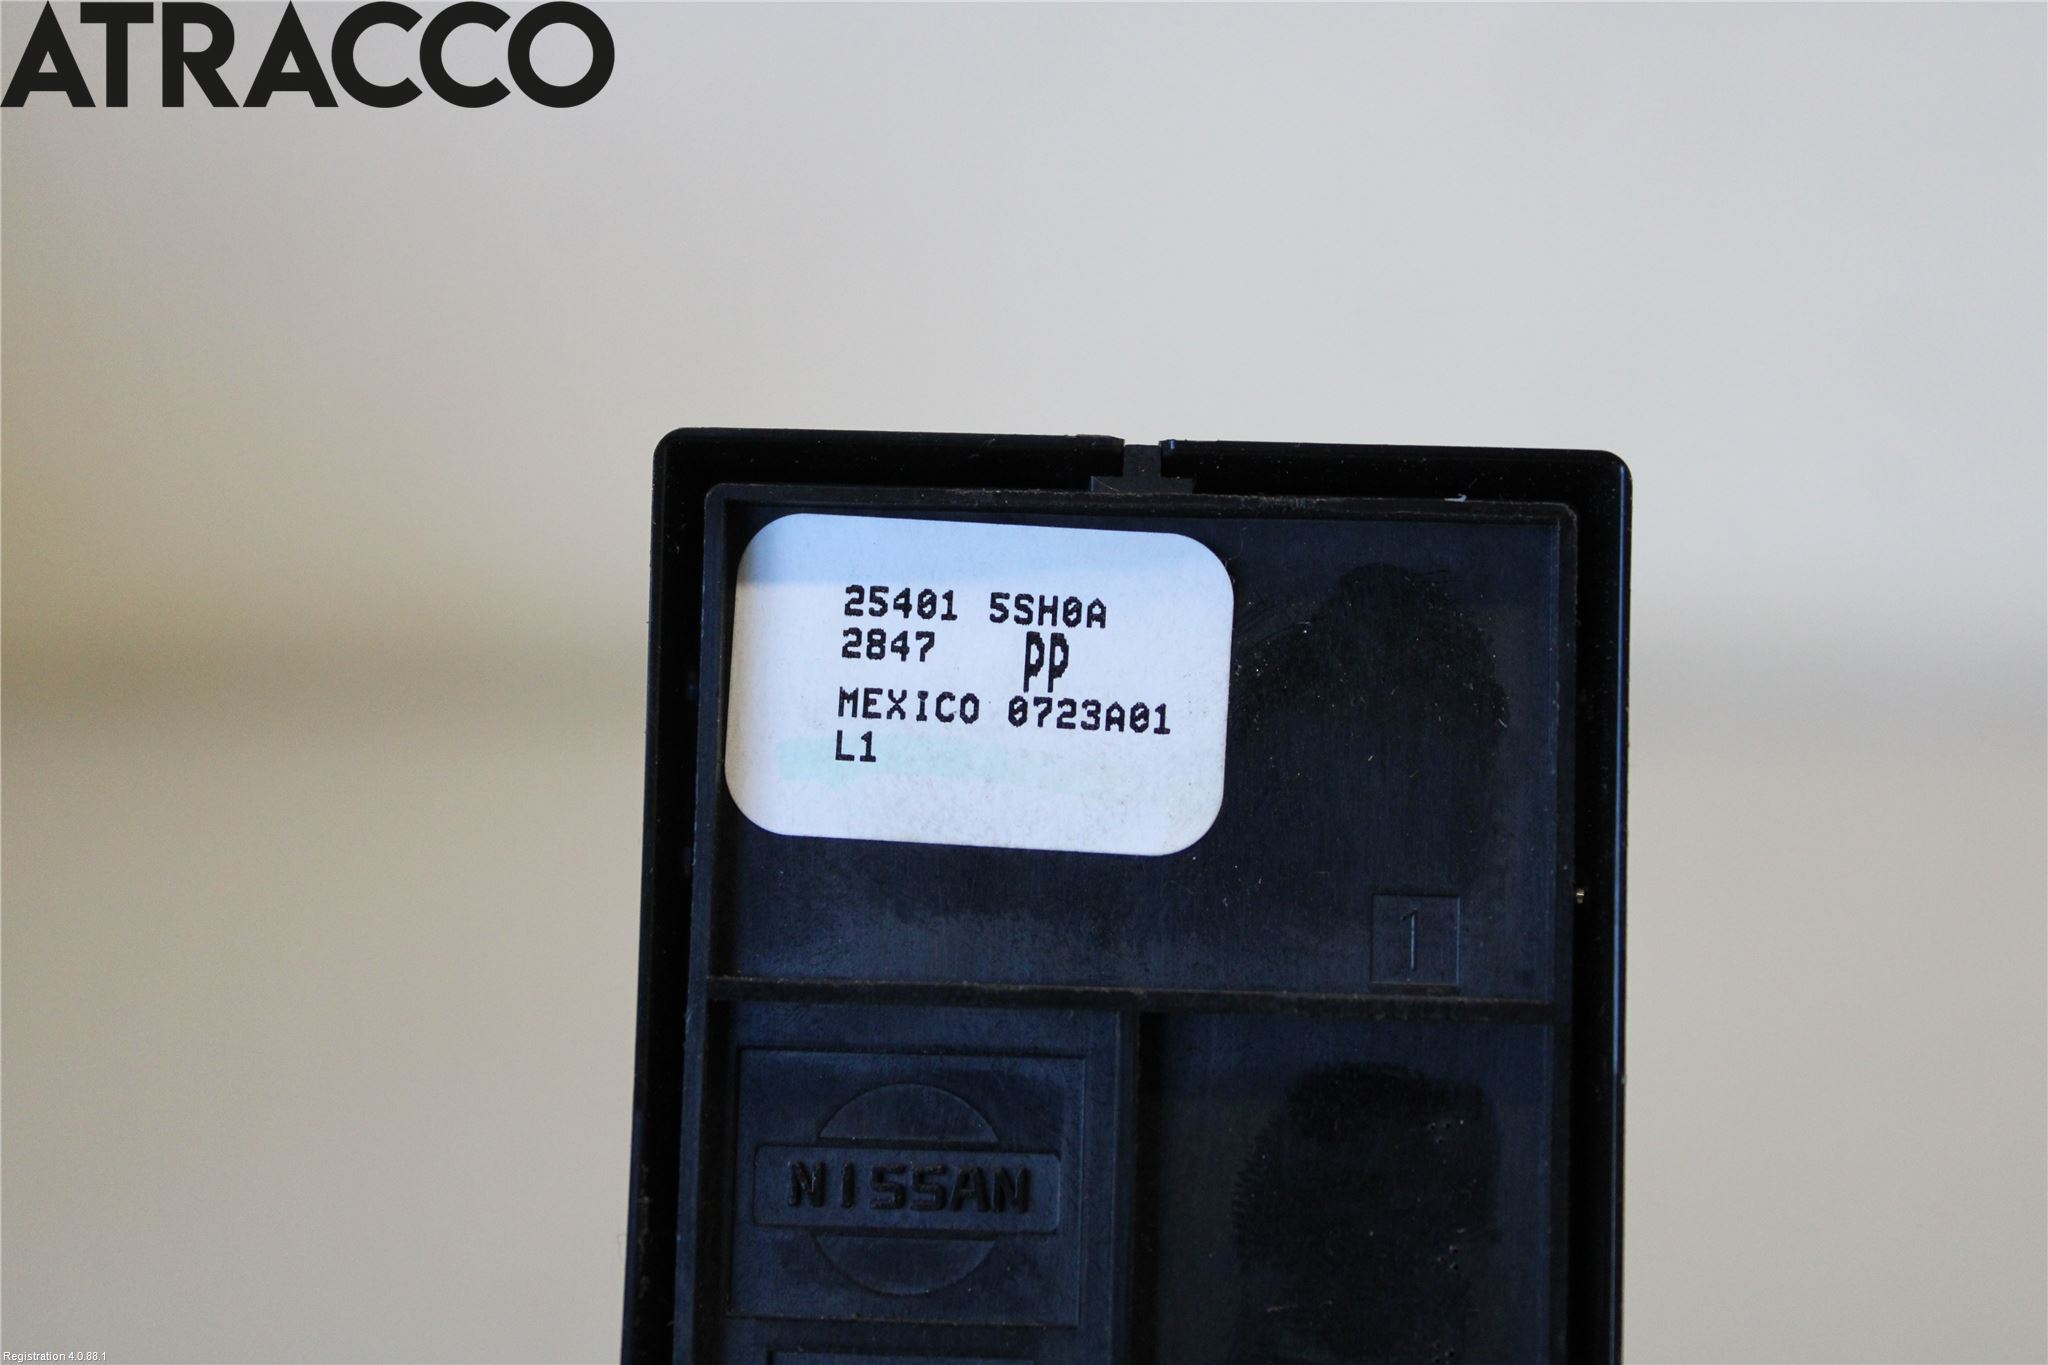 ATRACCO
25401 5SH0A
2847 PP
MEXICO 0723A01
L1
1
NISSAN
Registration 4.0.88.1